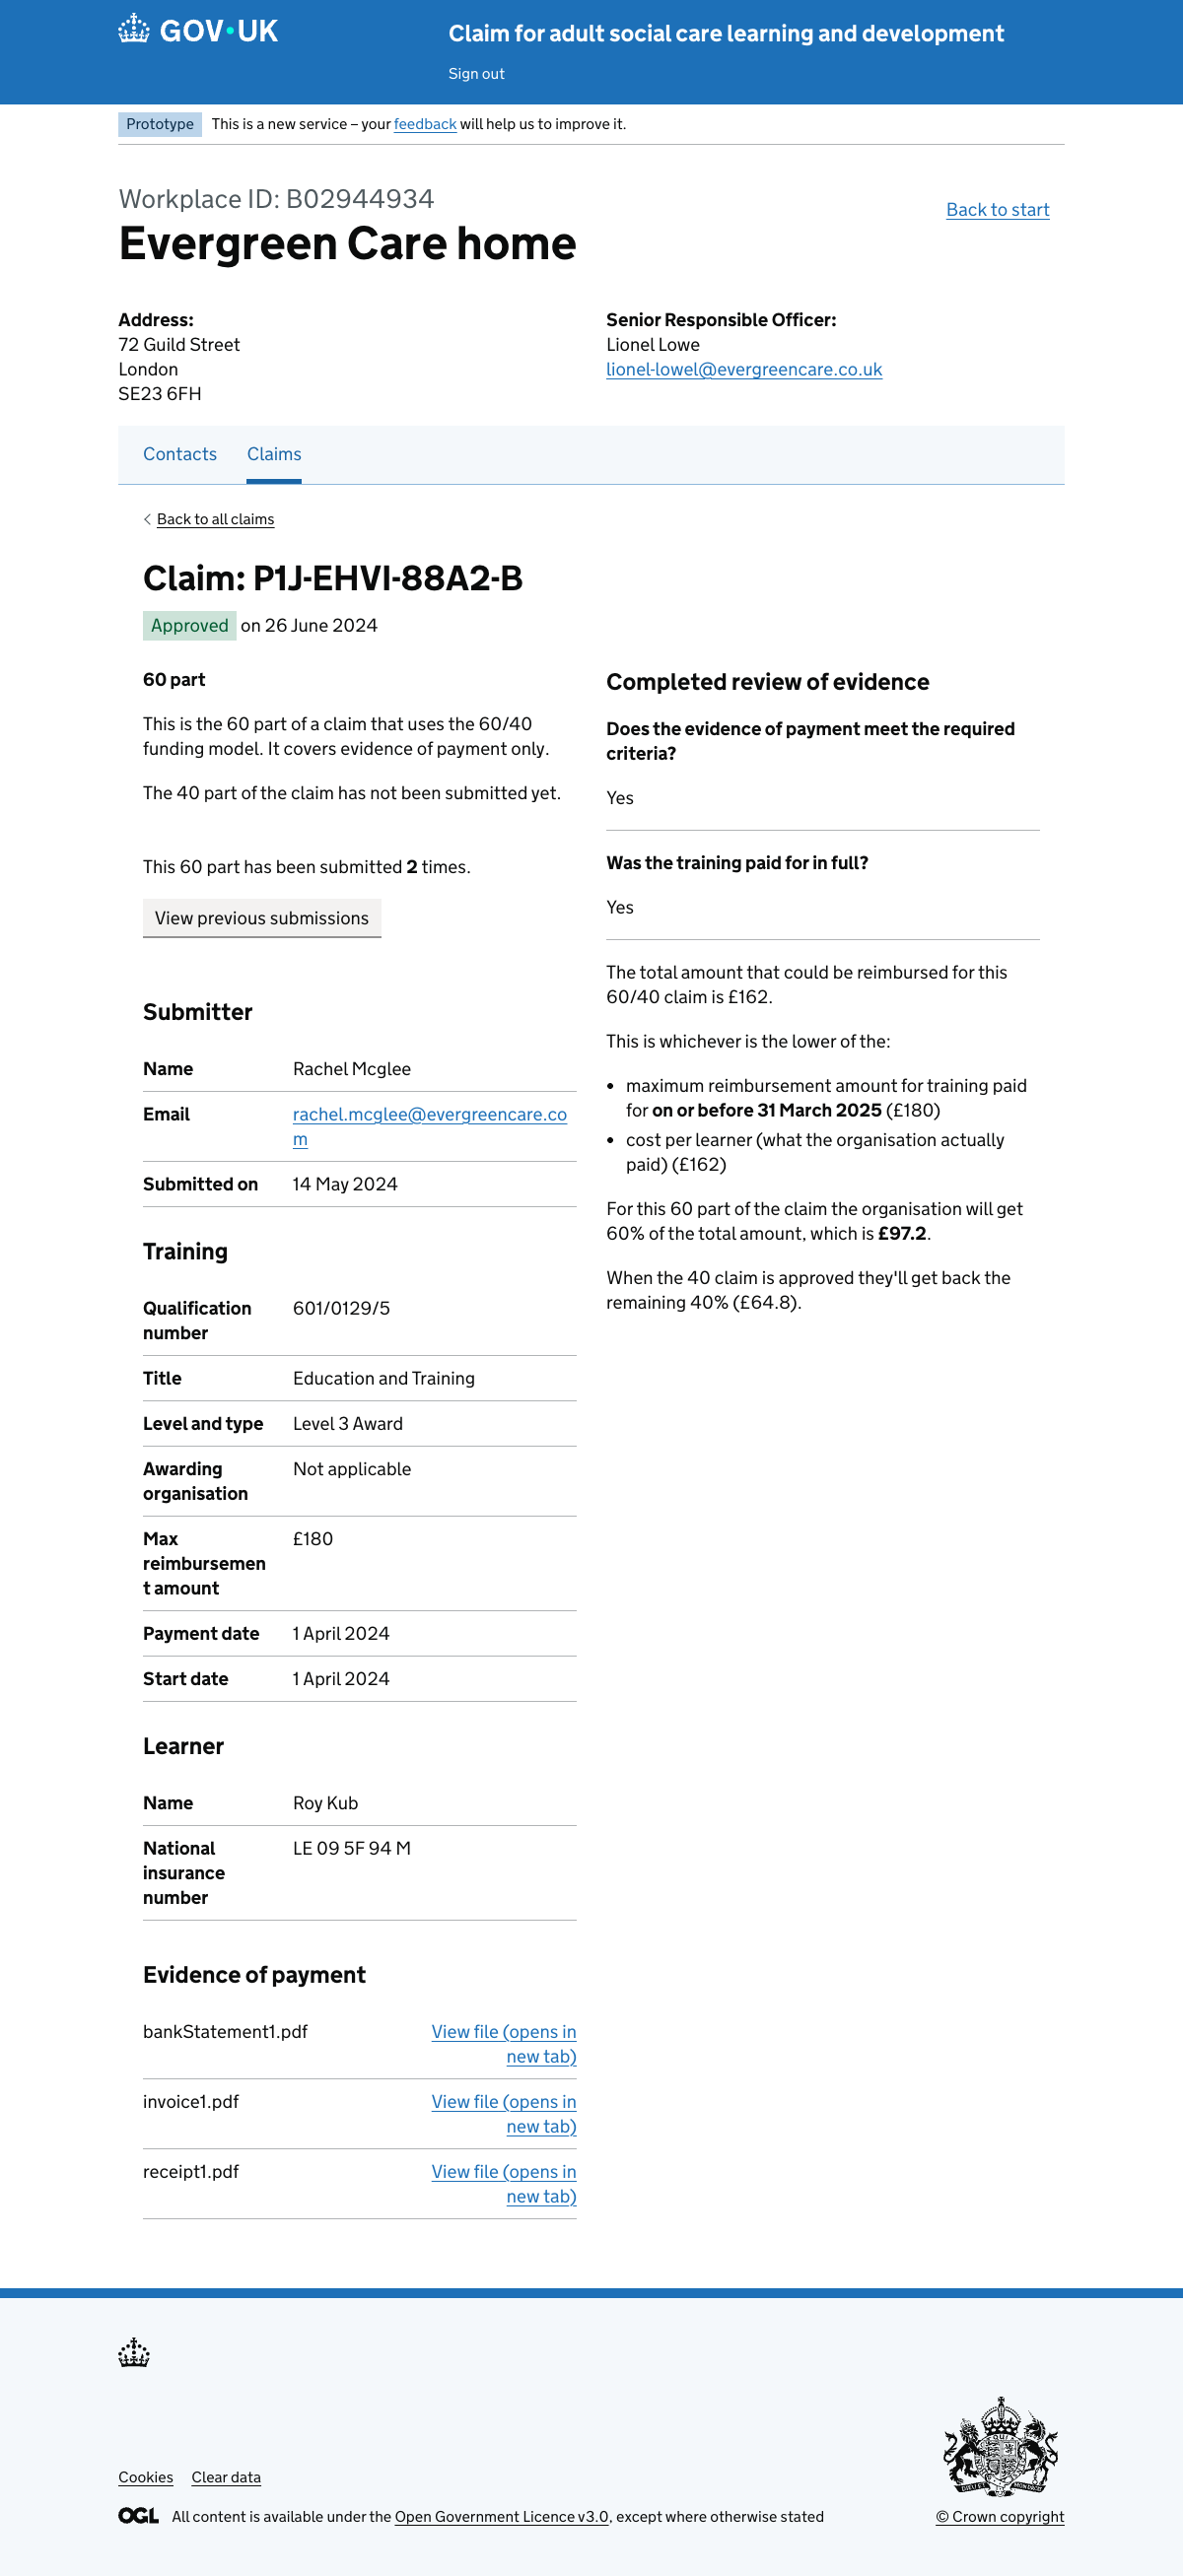 GOV·UK
Claim for adult social care learning and development
Sign out
Prototype
This is a new service – your feedback will help us to improve it.
Workplace ID: B02944934
Evergreen Care home
Back to start
Address:
72 Guild Street
London
SE23 6FH
Senior Responsible Officer:
Lionel Lowe
lionel-lowel@evergreencare.co.uk
Contacts
Claims
Back to all claims
Claim: P1J-EHVI-88A2-B
Approved on 26 June 2024
60 part
This is the 60 part of a claim that uses the 60/40
funding model. It covers evidence of payment only.
The 40 part of the claim has not been submitted yet.
This 60 part has been submitted 2 times.
View previous submissions
Submitter
Name Rachel Mcglee
Email rachel.mcglee@evergreencare.co
m
Submitted on 14 May 2024
Training
Qualification 601/0129/5
number
Title Education and Training
Level and type Level 3 Award
Awarding Not applicable
organisation
Max £180
reimbursemen
t amount
Payment date 1 April 2024
Start date 1 April 2024
Learner
Name Roy Kub
National LE 09 5F 94 M
insurance
number
Evidence of payment
bankStatement1.pdf View file (opens in
new tab)
invoice1.pdf View file (opens in
new tab)
receipt1.pdf View file (opens in
new tab)
Completed review of evidence
Does the evidence of payment meet the required
criteria?
Yes
Was the training paid for in full?
Yes
The total amount that could be reimbursed for this
60/40 claim is £162.
This is whichever is the lower of the:
• maximum reimbursement amount for training paid
for on or before 31 March 2025 (£180)
• cost per learner (what the organisation actually
paid) (£162)
For this 60 part of the claim the organisation will get
60% of the total amount, which is £97.2.
When the 40 claim is approved they'll get back the
remaining 40% (£64.8).
Cookies
Clear data
OGL
All content is available under the Open Government Licence v3.0, except where otherwise stated
© Crown copyright